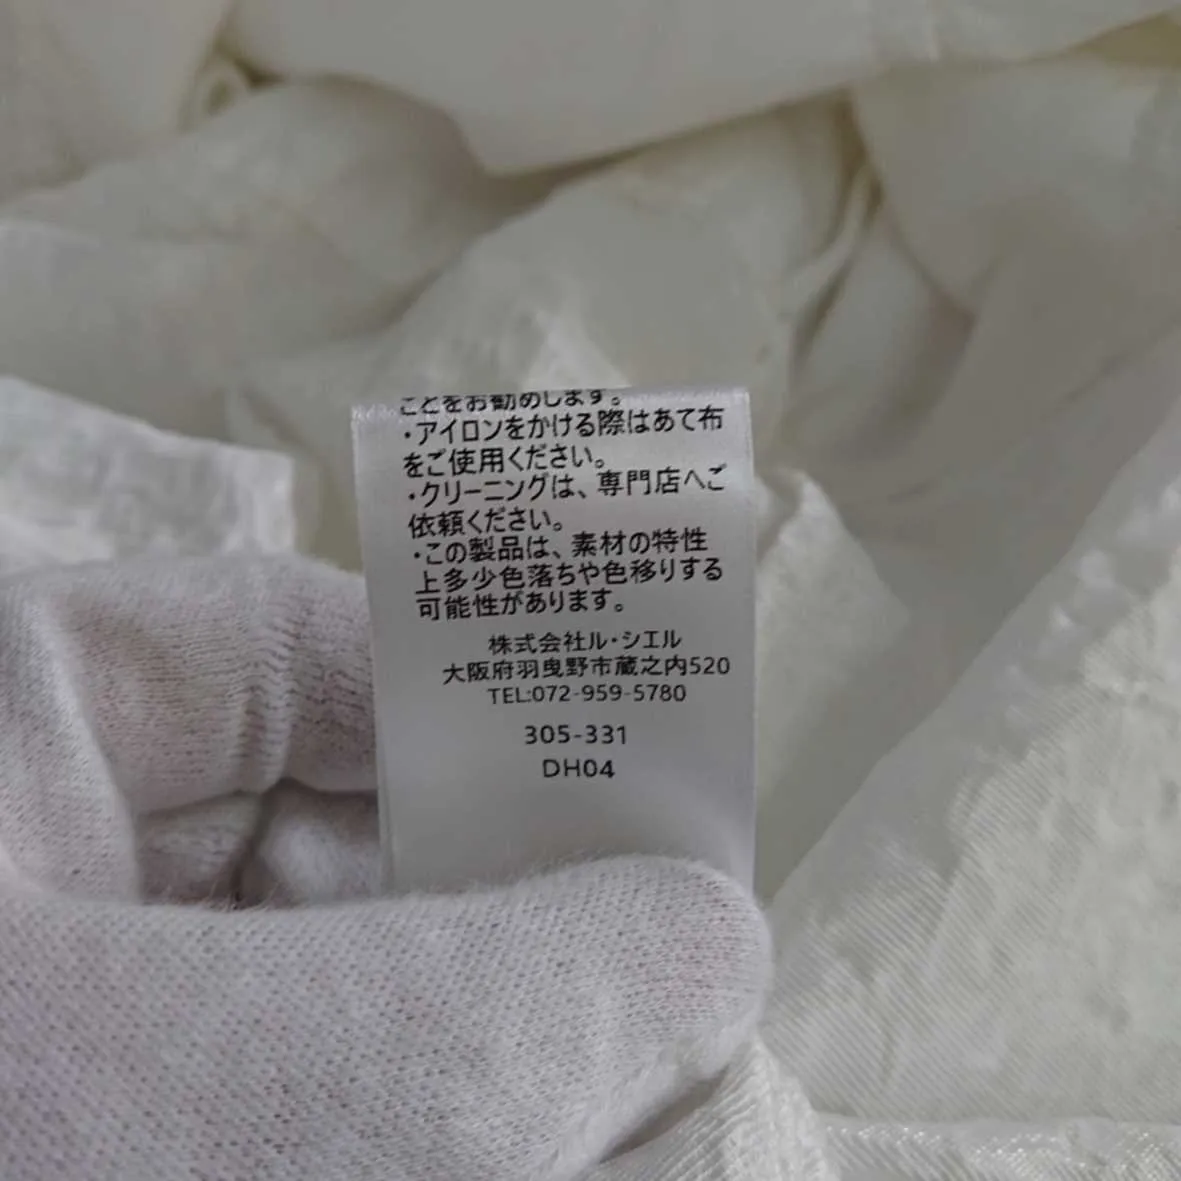 ことをお勧めします。
・アイロンをかける際はあて布
をご使用ください。
・クリーニングは、専門店へご
依頼ください。
・この製品は、素材の特性
上多少色落ちや色移りする
可能性があります。
株式会社ル・シエル
大阪府羽曳野市蔵之内520
TEL:072-959-5780
305-331
DH04